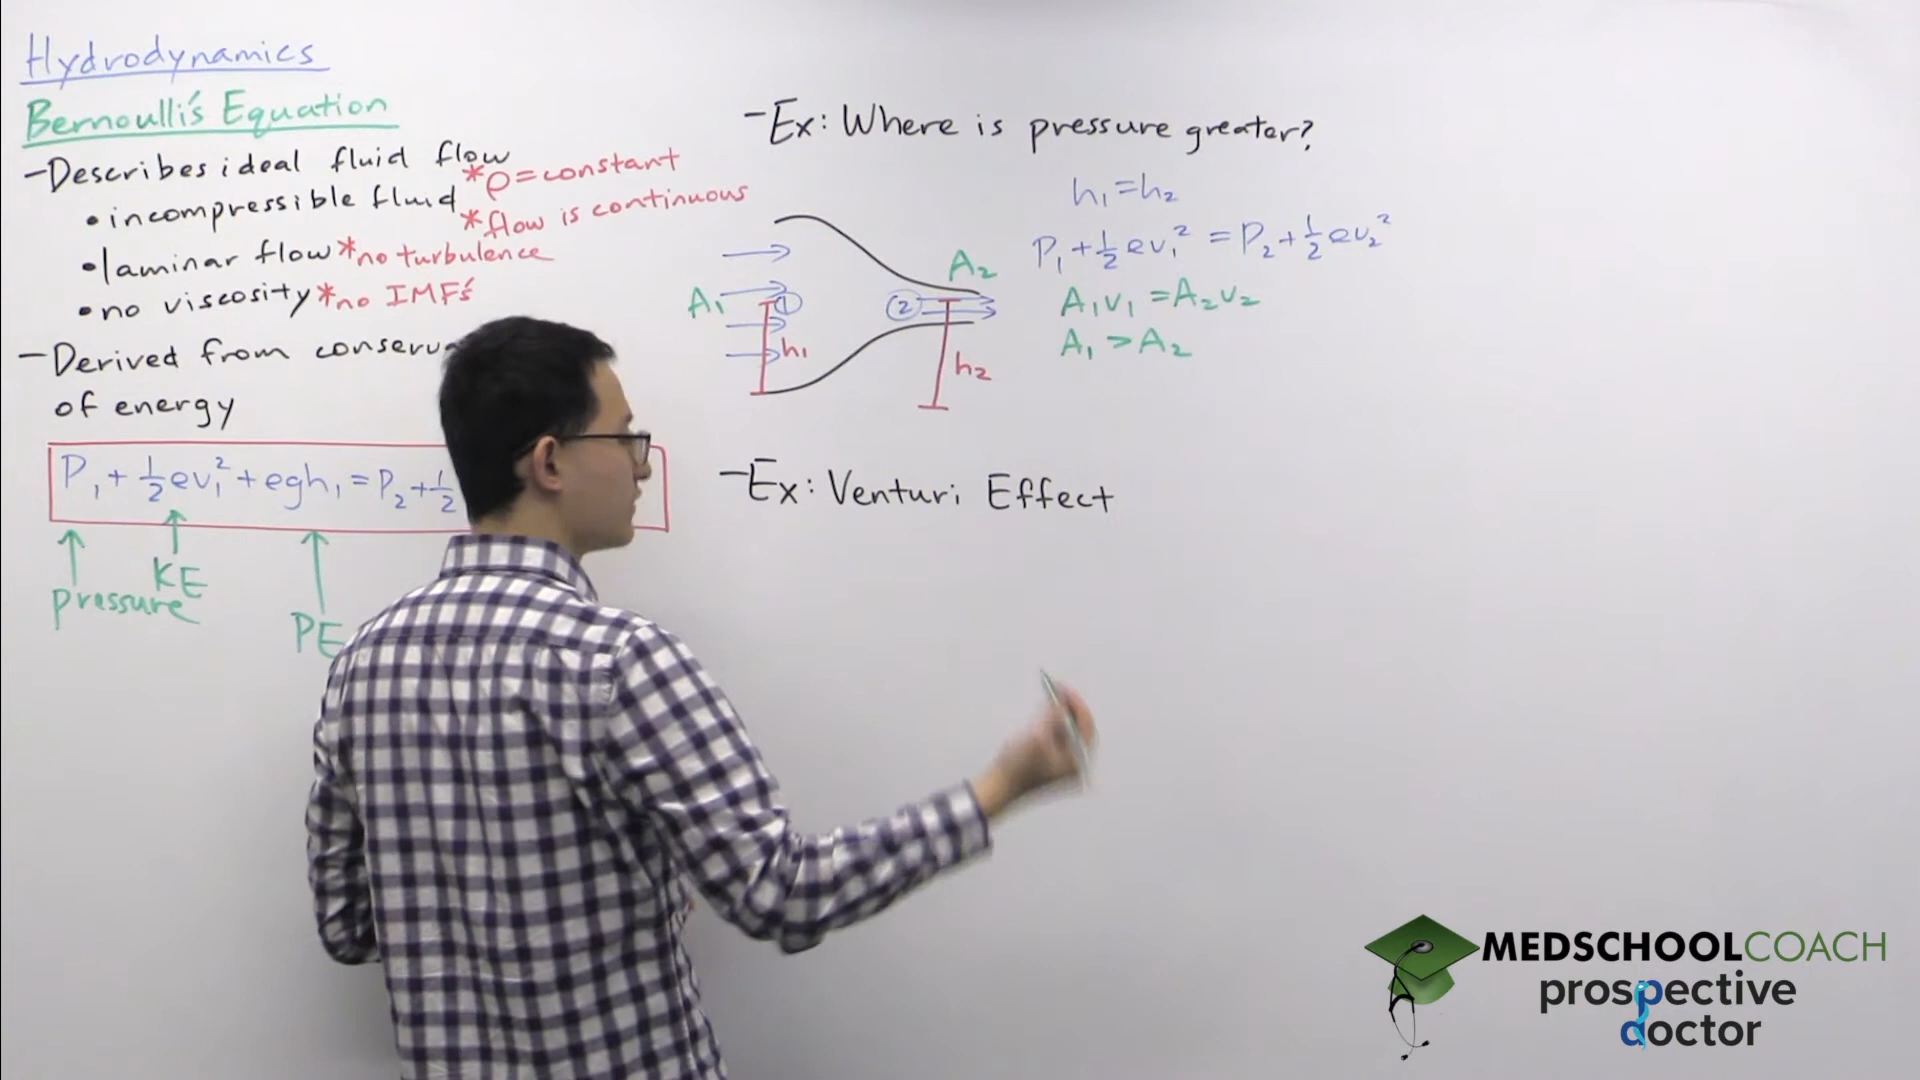 Hydrodynamics
Bernoulli's Equation
-Describes ideal fluid flow
•incompressible fluid *ρ=constant
*flow is continuous
•laminar flow *no turbulence
•no viscosity *no IMFs
-Derived from conserv
of energy
P₁+½ρv₁²+ρgh₁=P₂+½
pressure
KE
PE
-Ex: Where is pressure greater?
h₁=h₂
P₁+½ρv₁²=P₂+½ρv₂²
A₁v₁=A₂v₂
A₁>A₂
A₁
①
h₁
②
A₂
h₂
-Ex: Venturi Effect
MEDSCHOOLCOACH
prospective
doctor